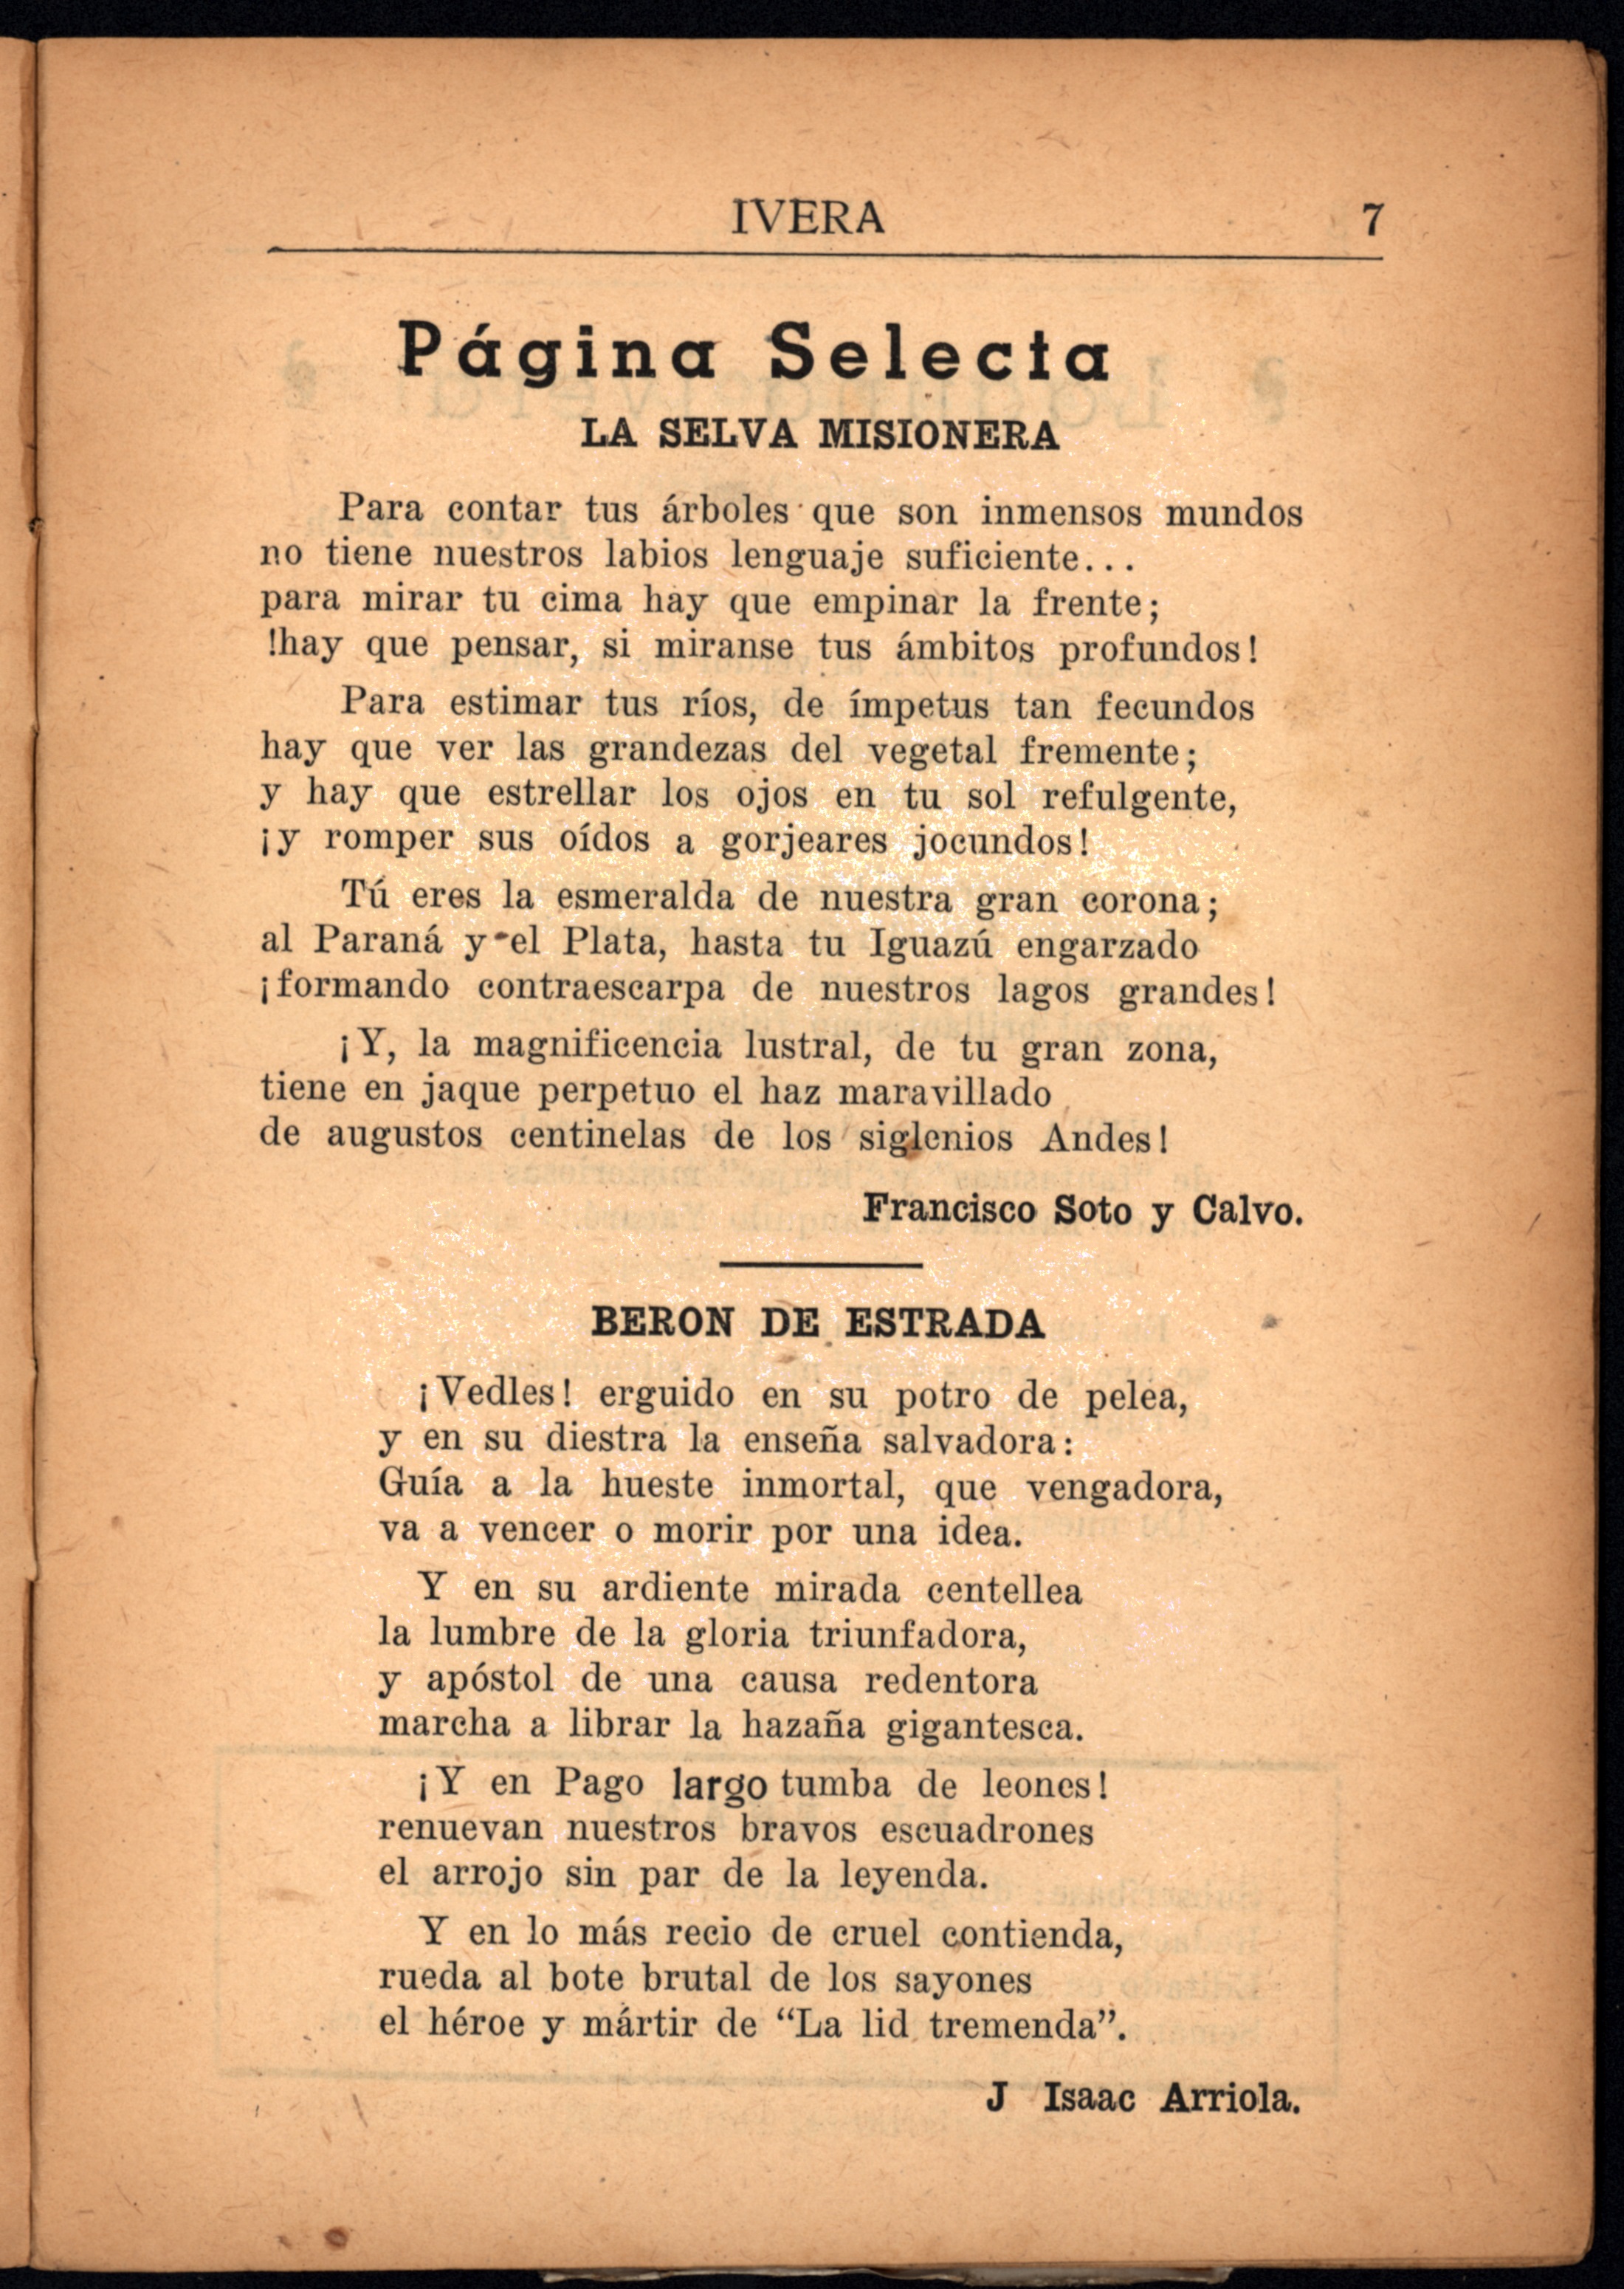 IVERA 7
Página Selecta
LA SELVA MISIONERA
Para contar tus árboles que son inmensos mundos
no tiene nuestros labios lenguaje suficiente...
para mirar tu cima hay que empinar la frente;
!hay que pensar, si miranse tus ámbitos profundos!
Para estimar tus ríos, de ímpetus tan fecundos
hay que ver las grandezas del vegetal fremente;
y hay que estrellar los ojos en tu sol refulgente,
¡y romper sus oídos a gorjeares jocundos!
Tú eres la esmeralda de nuestra gran corona;
al Paraná y el Plata, hasta tu Iguazú engarzado
¡formando contraescarpa de nuestros lagos grandes!
¡Y, la magnificencia lustral, de tu gran zona,
tiene en jaque perpetuo el haz maravillado
de augustos centinelas de los siglenios Andes!
Francisco Soto y Calvo.
BERON DE ESTRADA
¡Vedles! erguido en su potro de pelea,
y en su diestra la enseña salvadora:
Guía a la hueste inmortal, que vengadora,
va a vencer o morir por una idea.
Y en su ardiente mirada centellea
la lumbre de la gloria triunfadora,
y apóstol de una causa redentora
marcha a librar la hazaña gigantesca.
¡Y en Pago largo tumba de leones!
renuevan nuestros bravos escuadrones
el arrojo sin par de la leyenda.
Y en lo más recio de cruel contienda,
rueda al bote brutal de los sayones
el héroe y mártir de “La lid tremenda”.
J Isaac Arriola.